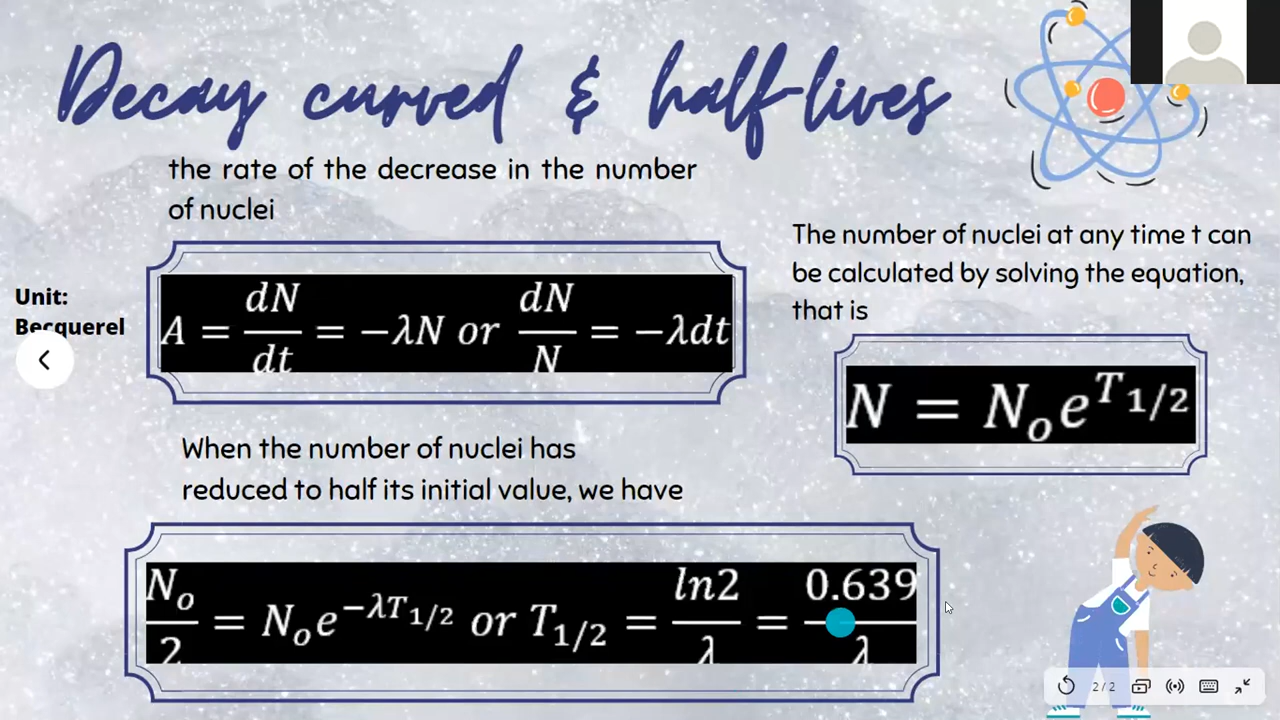 Decay curved & half-lives
the rate of the decrease in the number
of nuclei
Unit:
Becquerel
A = dN/dt = −λN or dN/N = −λdt
The number of nuclei at any time t can
be calculated by solving the equation,
that is
N = Nₒe^T1/2
When the number of nuclei has
reduced to half its initial value, we have
Nₒ/2 = Nₒe^−λT1/2 or T1/2 = ln2/λ = 0.639/λ
2 / 2